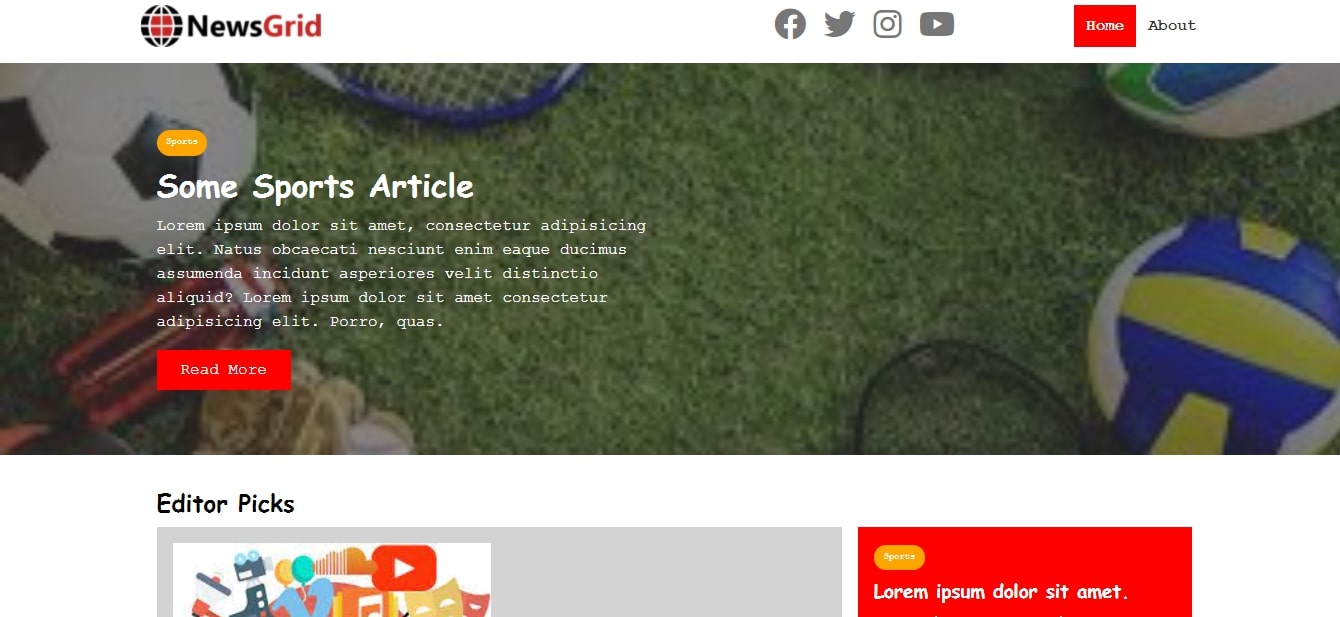 NewsGrid
Home About
Sports
Some Sports Article
Lorem ipsum dolor sit amet, consectetur adipisicing
elit. Natus obcaecati nesciunt enim eaque ducimus
assumenda incidunt asperiores velit distinctio
aliquid? Lorem ipsum dolor sit amet consectetur
adipisicing elit. Porro, quas.
Read More
Editor Picks
Sports
Lorem ipsum dolor sit amet.